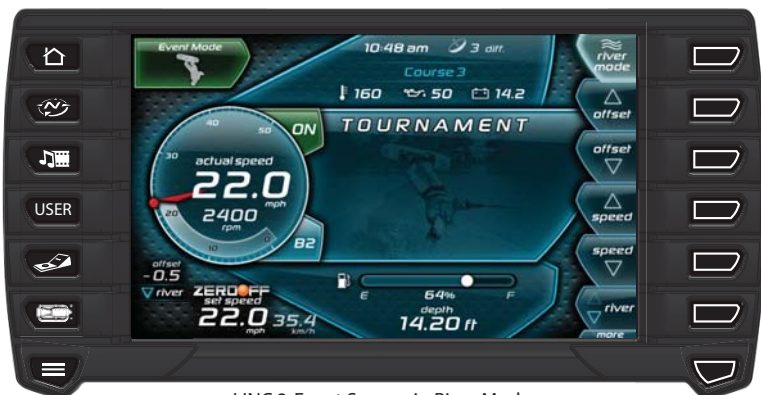 Event Mode
10:48 am 3 diff.
Course 3
160 50 14.2
river mode
offset
offset
speed
speed
river
more
USER
TOURNAMENT
ON
50
40
30
20
10
0
actual speed
22.0
mph
2400
rpm
B2
offset
-0.5
river
ZEROOFF
set speed
22.0 mph 35.4 km/h
E 64% F
depth
14.20 ft